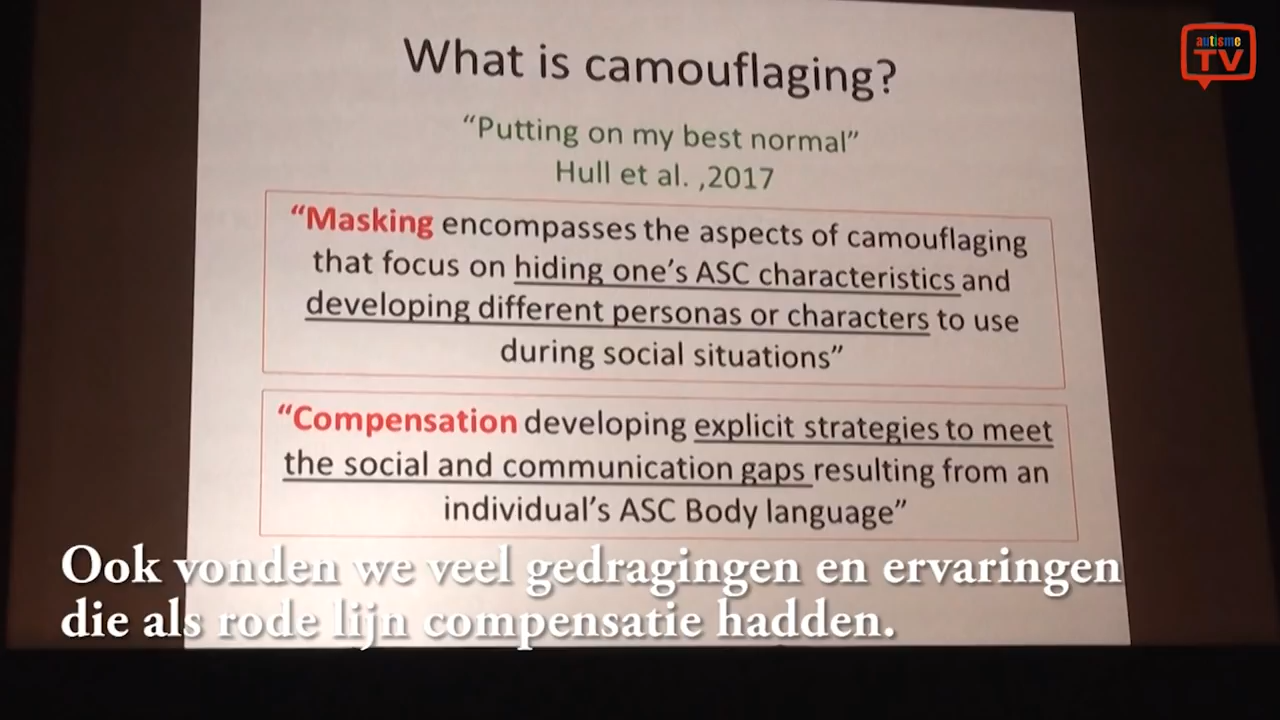 What is camouflaging?
autisme
TV
“Putting on my best normal”
Hull et al. ,2017
“Masking encompasses the aspects of camouflaging
that focus on hiding one’s ASC characteristics and
developing different personas or characters to use
during social situations”
“Compensation developing explicit strategies to meet
the social and communication gaps resulting from an
individual’s ASC Body language”
Ook vonden we veel gedragingen en ervaringen
die als rode lijn compensatie hadden.